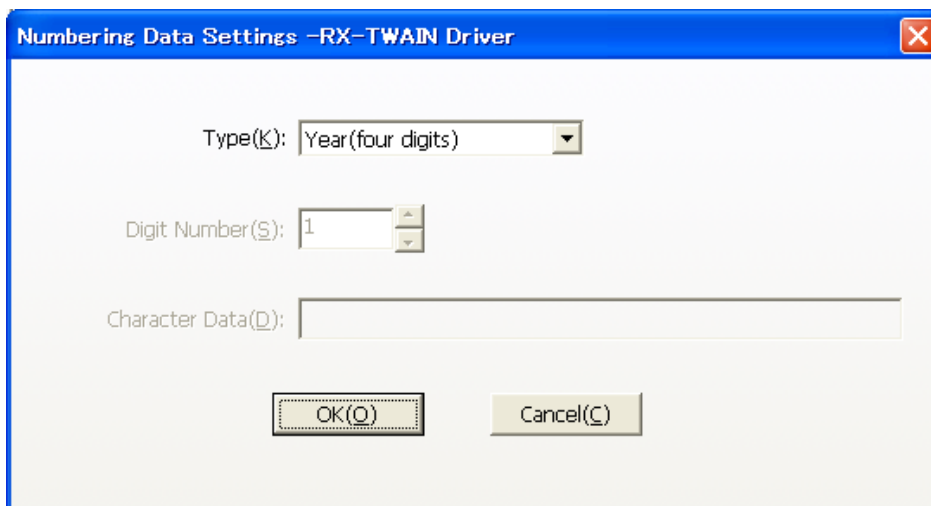 Numbering Data Settings -RX-TWAIN Driver
Type(K): Year(four digits)
Digit Number(S): 1
Character Data(D):
OK(O) Cancel(C)